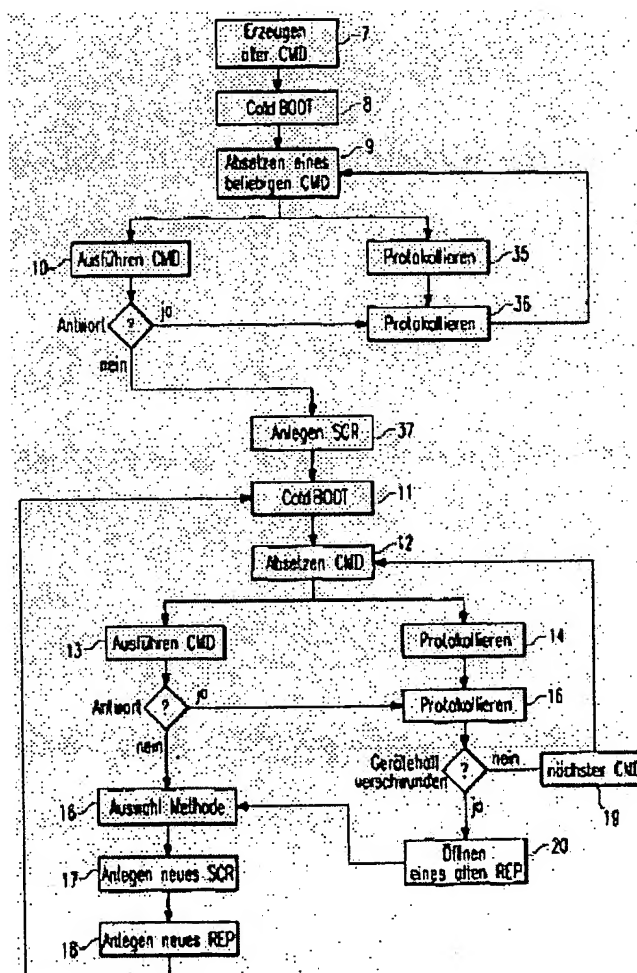 Erzeugen
alter CMD
7
Cold BOOT
8
9
Absetzen eines
beliebigen CMD
10
Ausführen CMD
Protokollieren
35
Antwort
?
ja
Protokollieren
36
nein
Anlegen SCR
37
Cold BOOT
11
12
Absetzen CMD
13
Ausführen CMD
Protokollieren
14
Antwort
?
ja
Protokollieren
16
nein
Gerätehalt
verschwunden
?
nein
nächster CMD
19
ja
16
Auswahl Methode
Öffnen
eines alten REP
20
17
Anlegen neues SCR
18
Anlegen neues REP